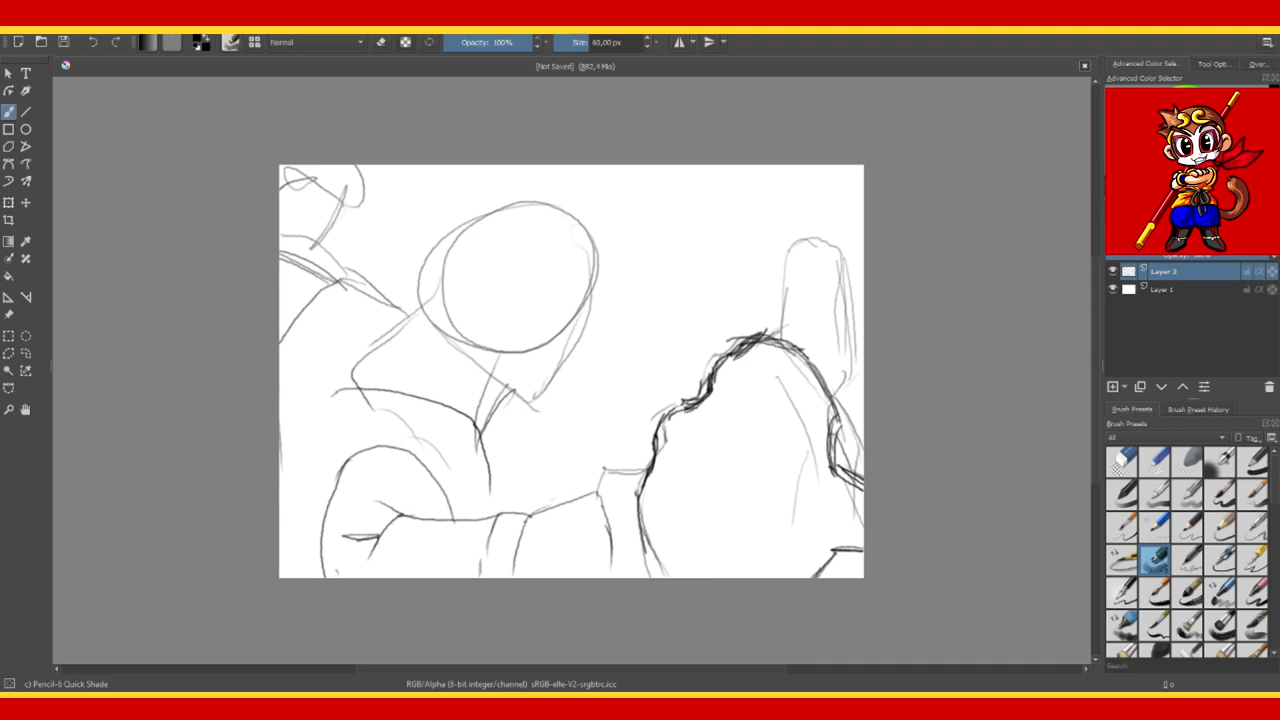 Normal
Opacity: 100%
Size: 60,00 px
[Not Saved] (882,4 Mio)
Advanced Color Sele...
Tool Opti...
Over...
Advanced Color Selector
Layer 2
Layer 1
Brush Presets
Brush Preset History
Brush Presets
All
Tag
Search
c) Pencil-6 Quick Shade
RGB/Alpha (8-bit integer/channel) sRGB-elle-V2-srgbtrc.icc